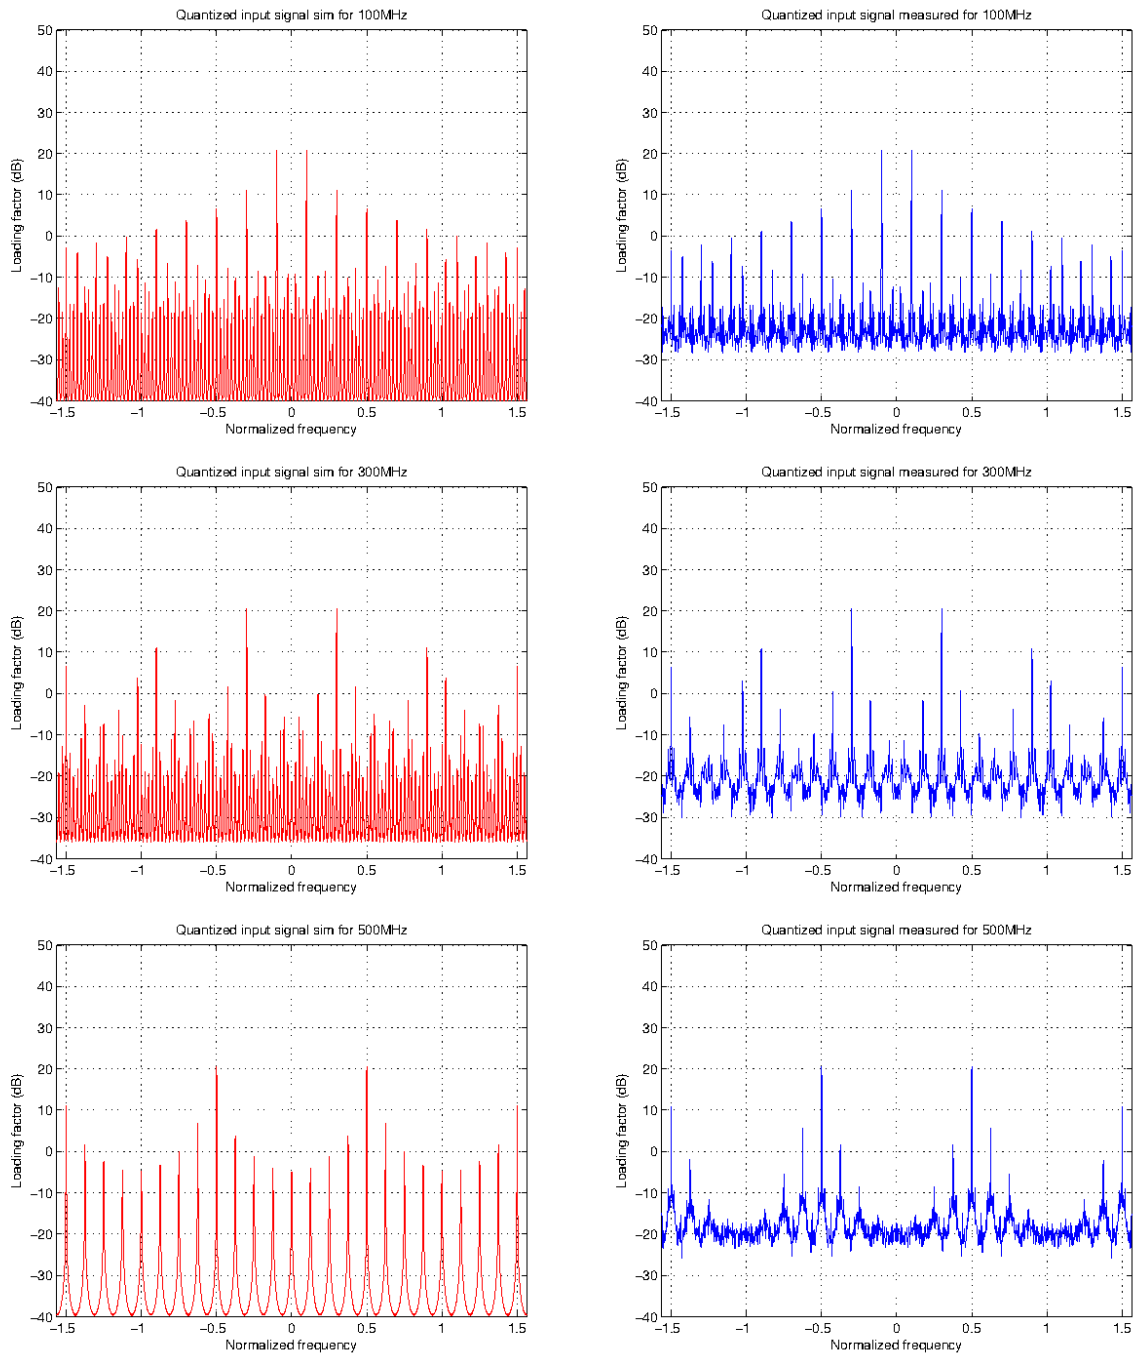 Quantized input signal sim for 100MHz
50
40
30
20
10
0
−10
−20
−30
−40
Loading factor (dB)
−1.5 −1 −0.5 0 0.5 1 1.5
Normalized frequency
Quantized input signal measured for 100MHz
50
40
30
20
10
0
−10
−20
−30
−40
Loading factor (dB)
−1.5 −1 −0.5 0 0.5 1 1.5
Normalized frequency
Quantized input signal sim for 300MHz
50
40
30
20
10
0
−10
−20
−30
−40
Loading factor (dB)
−1.5 −1 −0.5 0 0.5 1 1.5
Normalized frequency
Quantized input signal measured for 300MHz
50
40
30
20
10
0
−10
−20
−30
−40
Loading factor (dB)
−1.5 −1 −0.5 0 0.5 1 1.5
Normalized frequency
Quantized input signal sim for 500MHz
50
40
30
20
10
0
−10
−20
−30
−40
Loading factor (dB)
−1.5 −1 −0.5 0 0.5 1 1.5
Normalized frequency
Quantized input signal measured for 500MHz
50
40
30
20
10
0
−10
−20
−30
−40
Loading factor (dB)
−1.5 −1 −0.5 0 0.5 1 1.5
Normalized frequency